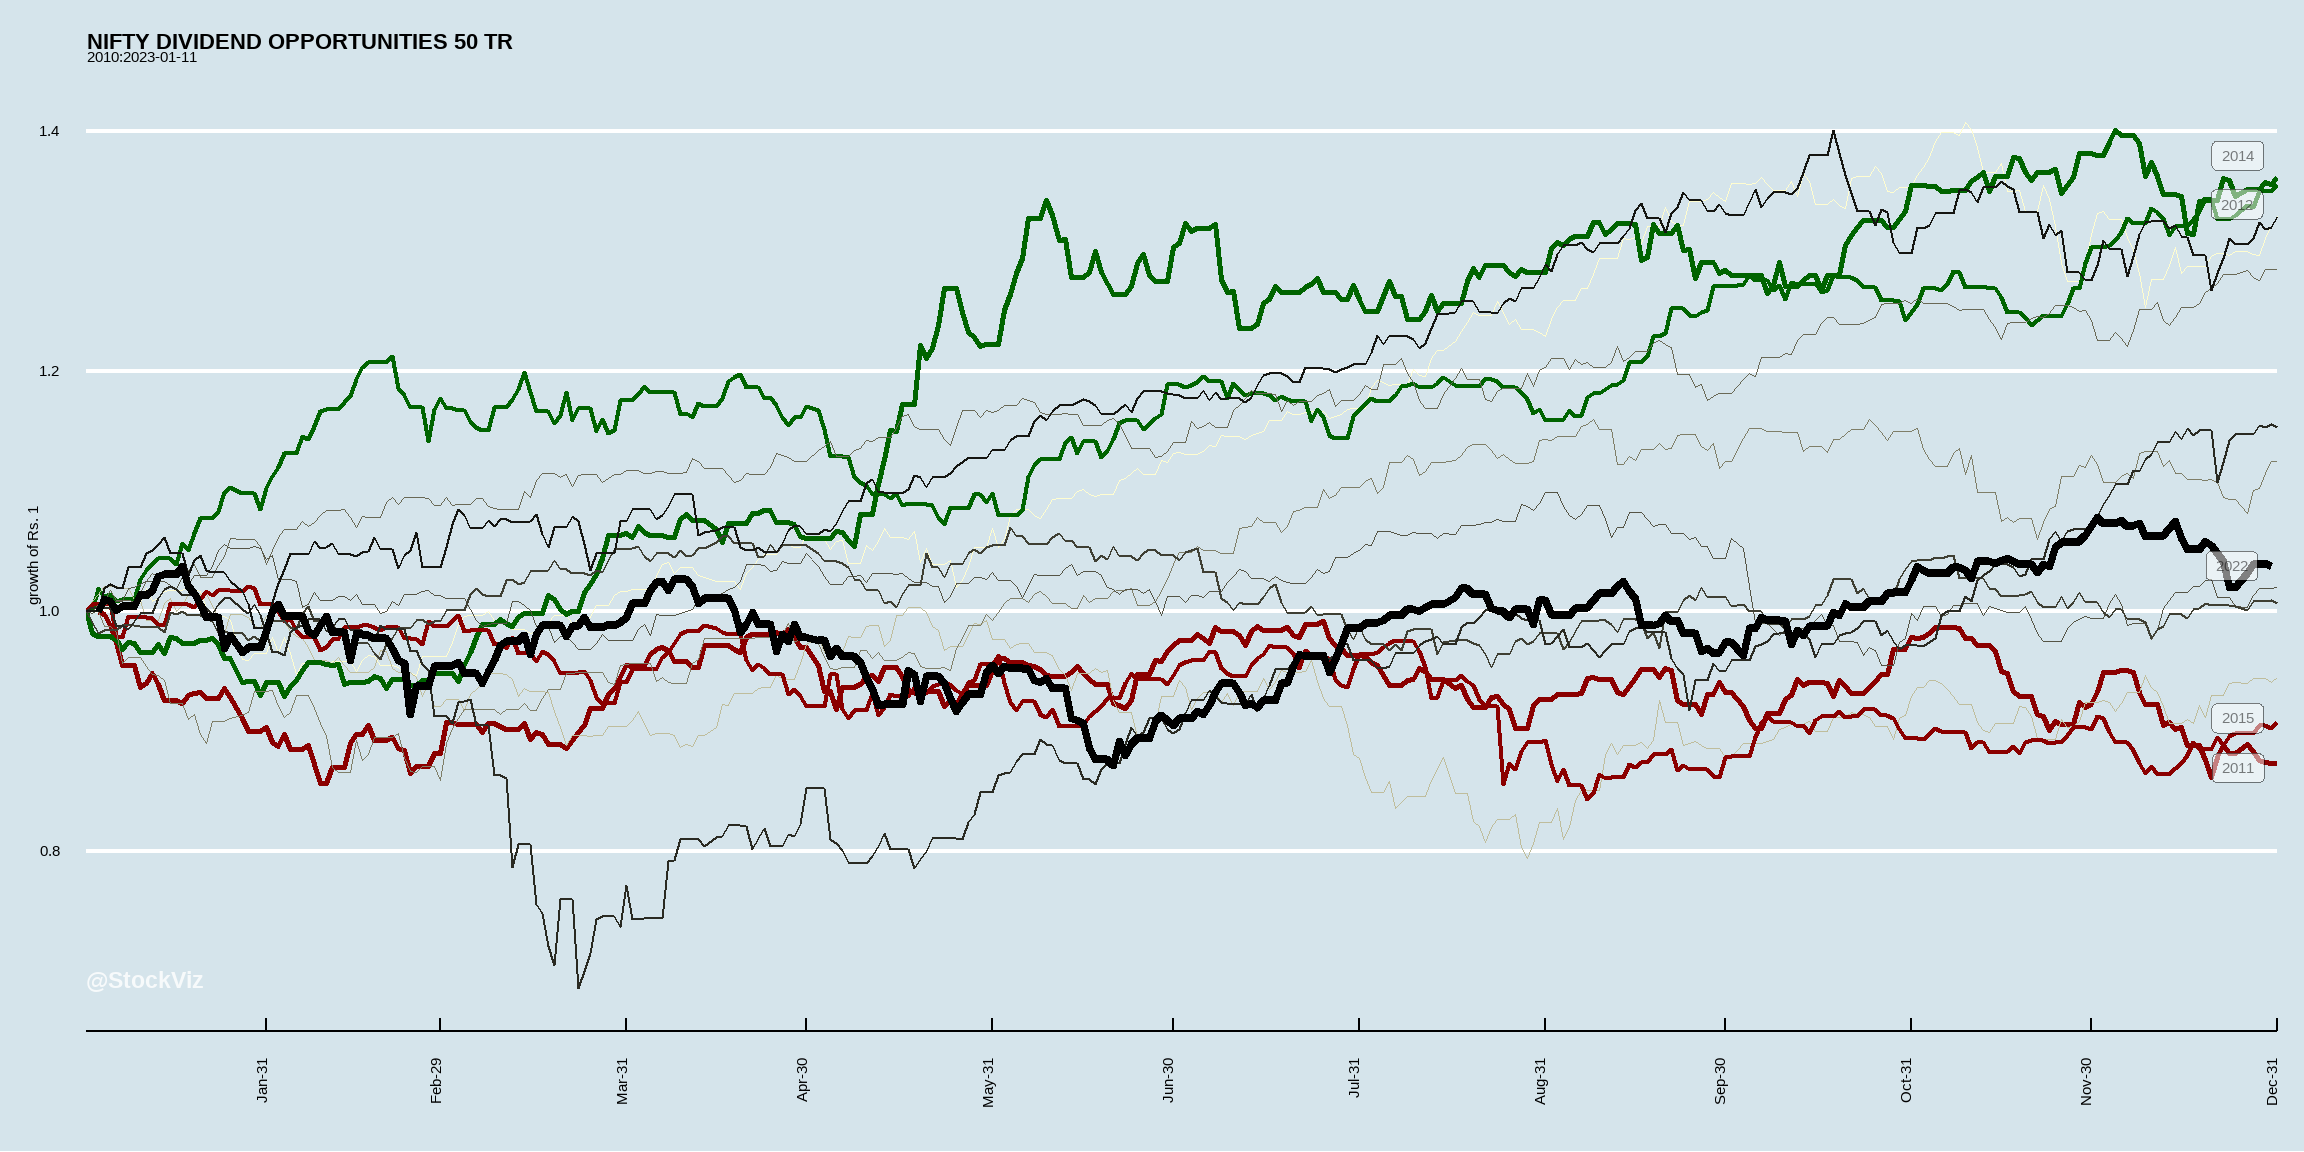 NIFTY DIVIDEND OPPORTUNITIES 50 TR
2010:2023-01-11
growth of Rs. 1
1.4
1.2
1.0
0.8
2014
2012
2022
2015
2011
@StockViz
Jan-31
Feb-29
Mar-31
Apr-30
May-31
Jun-30
Jul-31
Aug-31
Sep-30
Oct-31
Nov-30
Dec-31